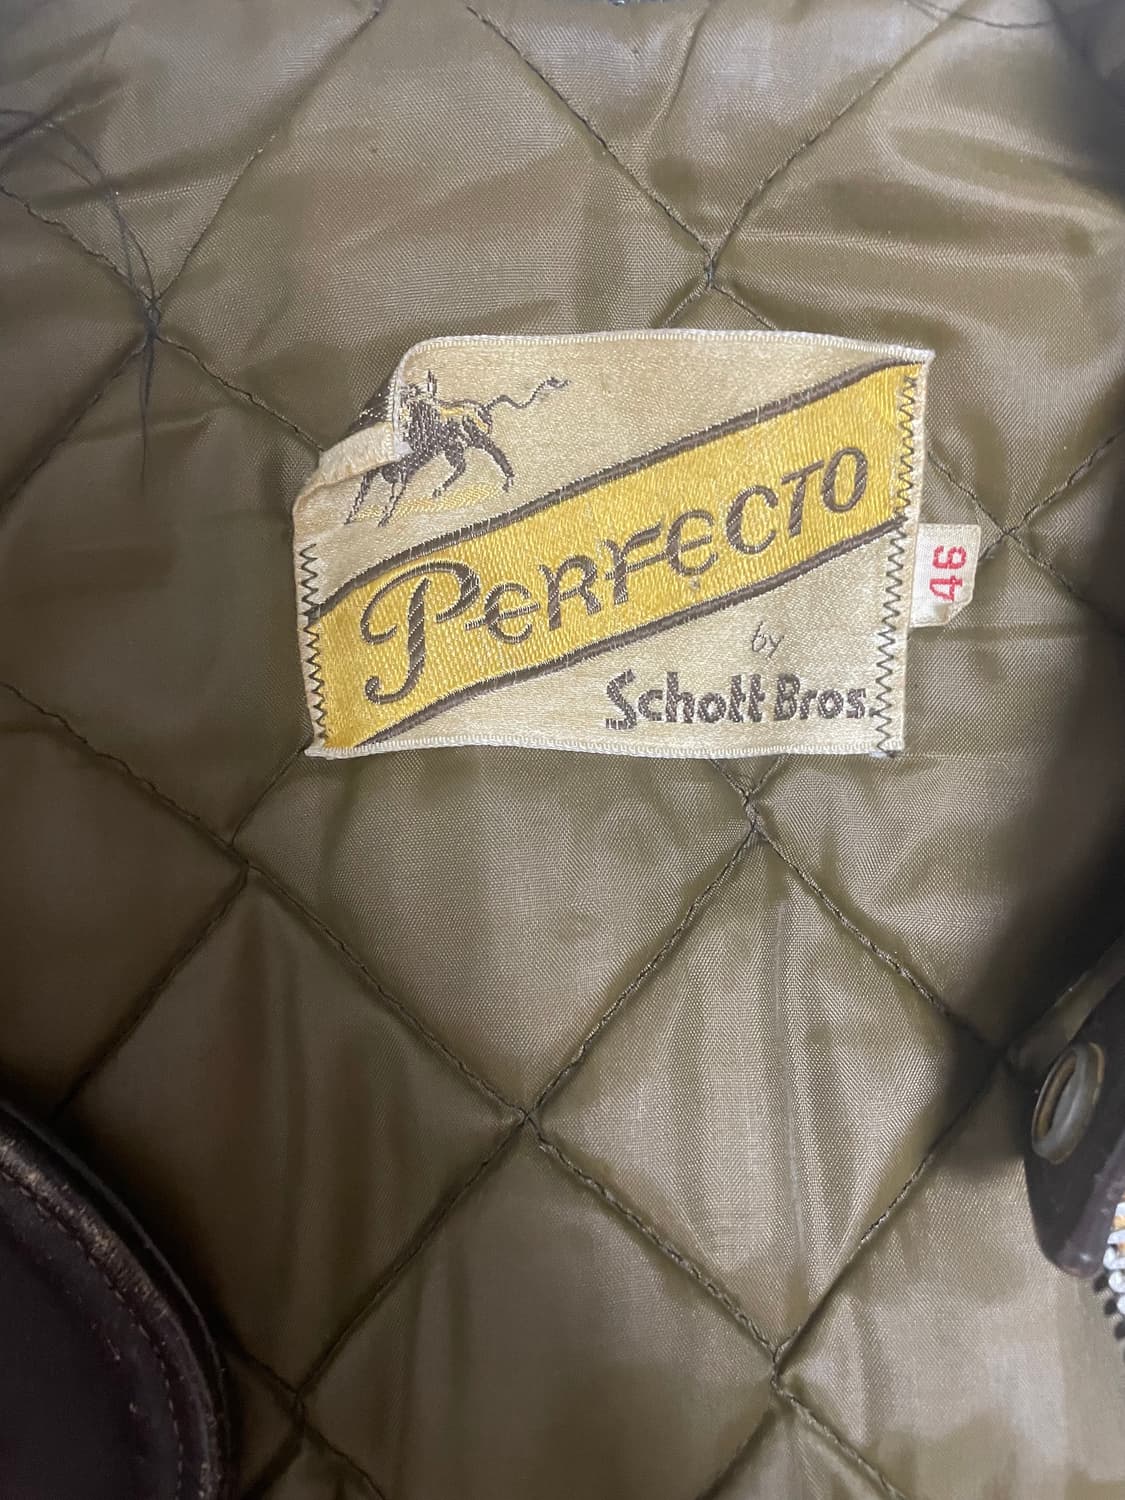 PERFECTO
by
Schott Bros.
46